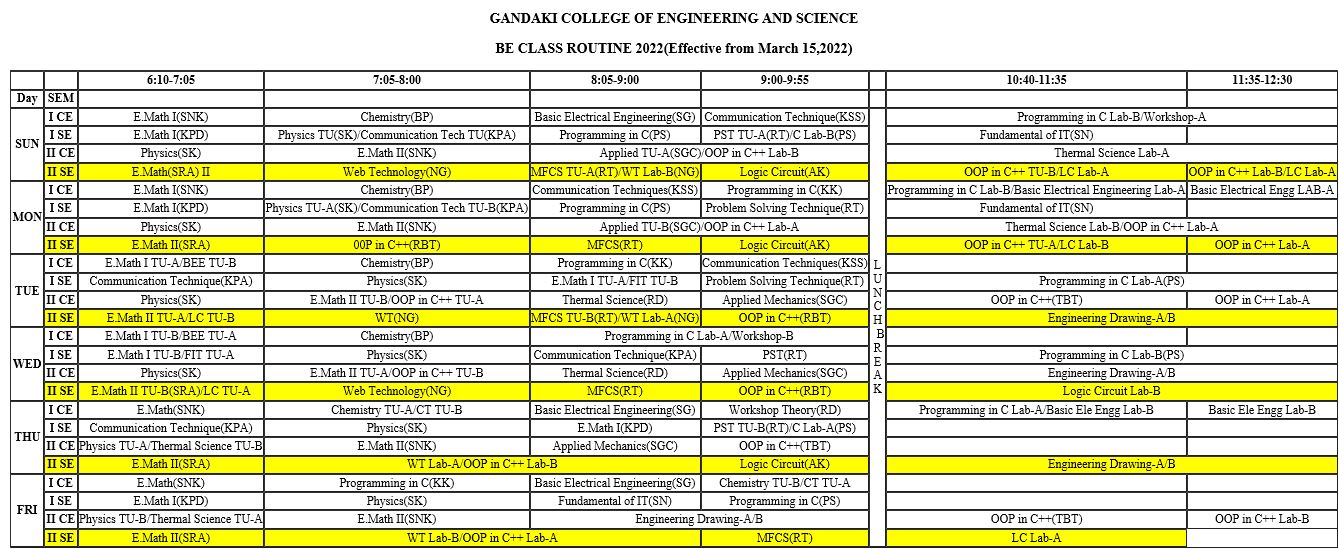 GANDAKI COLLEGE OF ENGINEERING AND SCIENCE
BE CLASS ROUTINE 2022(Effective from March 15,2022)
6:10-7:05 7:05-8:00 8:05-9:00 9:00-9:55 10:40-11:35 11:35-12:30
Day SEM
SUN
I CE E.Math I(SNK) Chemistry(BP) Basic Electrical Engineering(SG) Communication Technique(KSS) Programming in C Lab-B/Workshop-A
I SE E.Math I(KPD) Physics TU(SK)/Communication Tech TU(KPA) Programming in C(PS) PST TU-A(RT)/C Lab-B(PS) Fundamental of IT(SN)
II CE Physics(SK) E.Math II(SNK) Applied TU-A(SGC)/OOP in C++ Lab-B Thermal Science Lab-A
II SE E.Math(SRA) II Web Technology(NG) MFCS TU-A(RT)/WT Lab-B(NG) Logic Circuit(AK) OOP in C++ TU-B/LC Lab-A OOP in C++ Lab-B/LC Lab-A
MON
I CE E.Math I(SNK) Chemistry(BP) Communication Techniques(KSS) Programming in C(KK) Programming in C Lab-B/Basic Electrical Engineering Lab-A Basic Electrical Engg LAB-A
I SE E.Math I(KPD) Physics TU-A(SK)/Communication Tech TU-B(KPA) Programming in C(PS) Problem Solving Technique(RT) Fundamental of IT(SN)
II CE Physics(SK) E.Math II(SNK) Applied TU-B(SGC)/OOP in C++ Lab-A Thermal Science Lab-B/OOP in C++ Lab-A
II SE E.Math II(SRA) 00P in C++(RBT) MFCS(RT) Logic Circuit(AK) OOP in C++ TU-A/LC Lab-B OOP in C++ Lab-A
TUE
I CE E.Math I TU-A/BEE TU-B Chemistry(BP) Programming in C(KK) Communication Techniques(KSS)
I SE Communication Technique(KPA) Physics(SK) E.Math I TU-A/FIT TU-B Problem Solving Technique(RT) Programming in C Lab-A(PS)
II CE Physics(SK) E.Math II TU-B/OOP in C++ TU-A Thermal Science(RD) Applied Mechanics(SGC) OOP in C++(TBT) OOP in C++ Lab-A
II SE E.Math II TU-A/LC TU-B WT(NG) MFCS TU-B(RT)/WT Lab-A(NG) OOP in C++(RBT) Engineering Drawing-A/B
WED
I CE E.Math I TU-B/BEE TU-A Chemistry(BP) Programming in C Lab-A/Workshop-B
I SE E.Math I TU-B/FIT TU-A Physics(SK) Communication Technique(KPA) PST(RT) Programming in C Lab-B(PS)
II CE Physics(SK) E.Math II TU-A/OOP in C++ TU-B Thermal Science(RD) Applied Mechanics(SGC) Engineering Drawing-A/B
II SE E.Math II TU-B(SRA)/LC TU-A Web Technology(NG) MFCS(RT) OOP in C++(RBT) Logic Circuit Lab-B
THU
I CE E.Math(SNK) Chemistry TU-A/CT TU-B Basic Electrical Engineering(SG) Workshop Theory(RD) Programming in C Lab-A/Basic Ele Engg Lab-B Basic Ele Engg Lab-B
I SE Communication Technique(KPA) Physics(SK) E.Math I(KPD) PST TU-B(RT)/C Lab-A(PS)
II CE Physics TU-A/Thermal Science TU-B E.Math II(SNK) Applied Mechanics(SGC) OOP in C++(TBT)
II SE E.Math II(SRA) WT Lab-A/OOP in C++ Lab-B Logic Circuit(AK) Engineering Drawing-A/B
FRI
I CE E.Math(SNK) Programming in C(KK) Basic Electrical Engineering(SG) Chemistry TU-B/CT TU-A
I SE E.Math I(KPD) Physics(SK) Fundamental of IT(SN) Programming in C(PS)
II CE Physics TU-B/Thermal Science TU-A E.Math II(SNK) Engineering Drawing-A/B OOP in C++(TBT) OOP in C++ Lab-B
II SE E.Math II(SRA) WT Lab-B/OOP in C++ Lab-A MFCS(RT) LC Lab-A
LUNCH BREAK